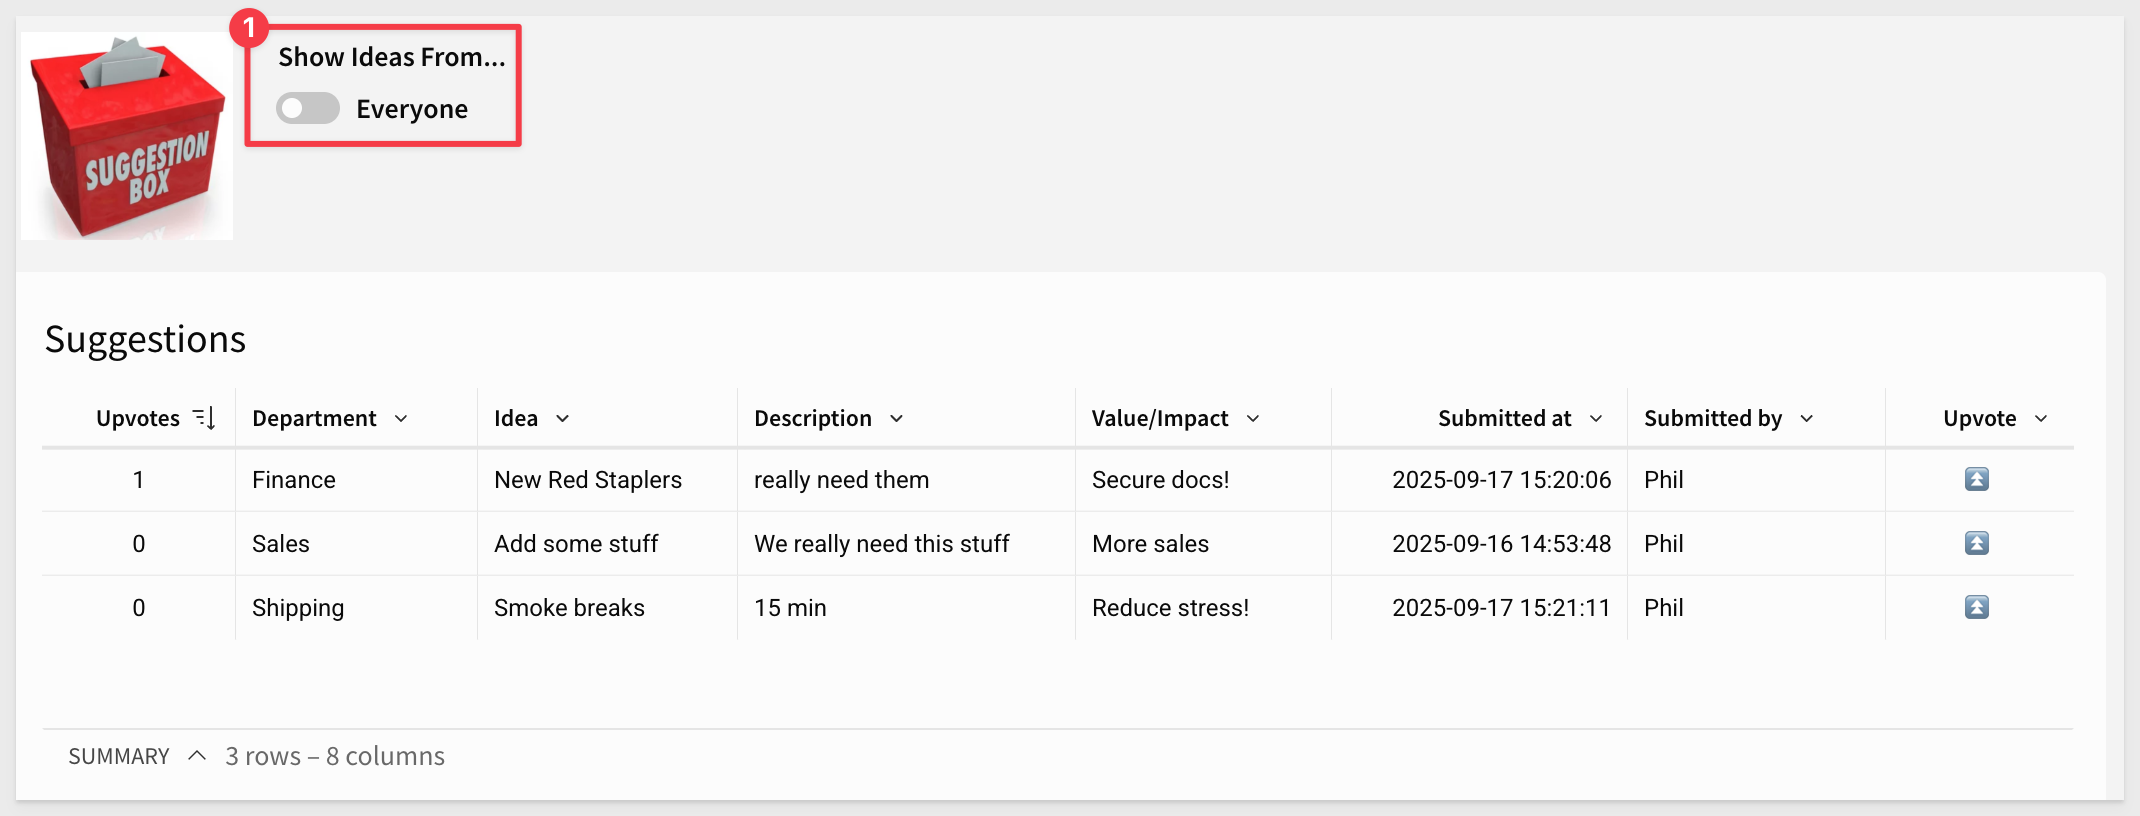 1
Show Ideas From...
Everyone
SUGGESTION
BOX
Suggestions
Upvotes Department Idea Description Value/Impact Submitted at Submitted by Upvote
1 Finance New Red Staplers really need them Secure docs! 2025-09-17 15:20:06 Phil
0 Sales Add some stuff We really need this stuff More sales 2025-09-16 14:53:48 Phil
0 Shipping Smoke breaks 15 min Reduce stress! 2025-09-17 15:21:11 Phil
SUMMARY 3 rows – 8 columns